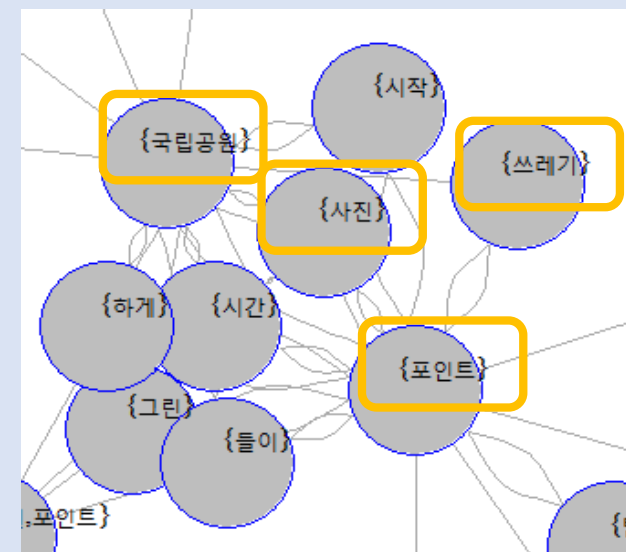 {시작}
{국립공원}
{쓰레기}
{사진}
{하게}
{시간}
{포인트}
{그린}
{들이}
,포인트}